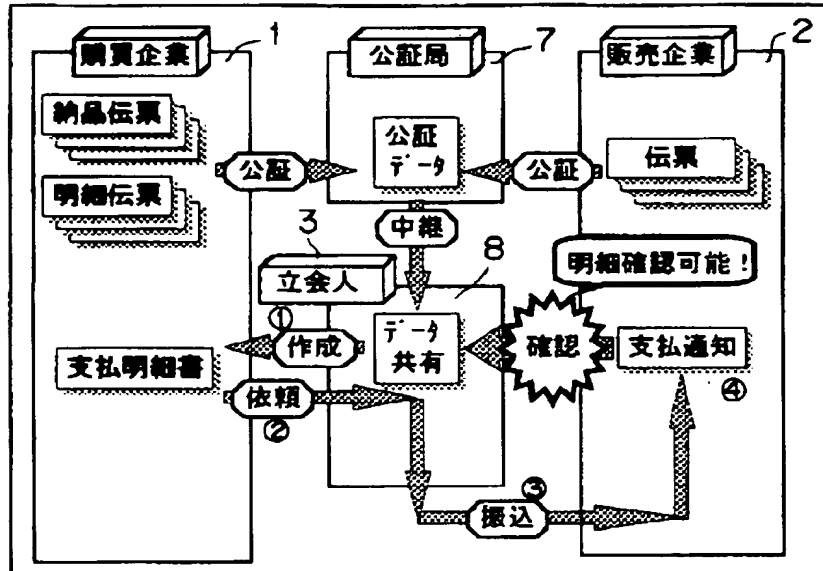 購買企業
1
公証局
7
販売企業
2
納品伝票
明細伝票
公証
公証
データ
公証
伝票
中継
3
立会人
8
明細確認可能！
①
作成
データ
共有
確認
支払通知
④
支払明細書
依頼
②
③
振込